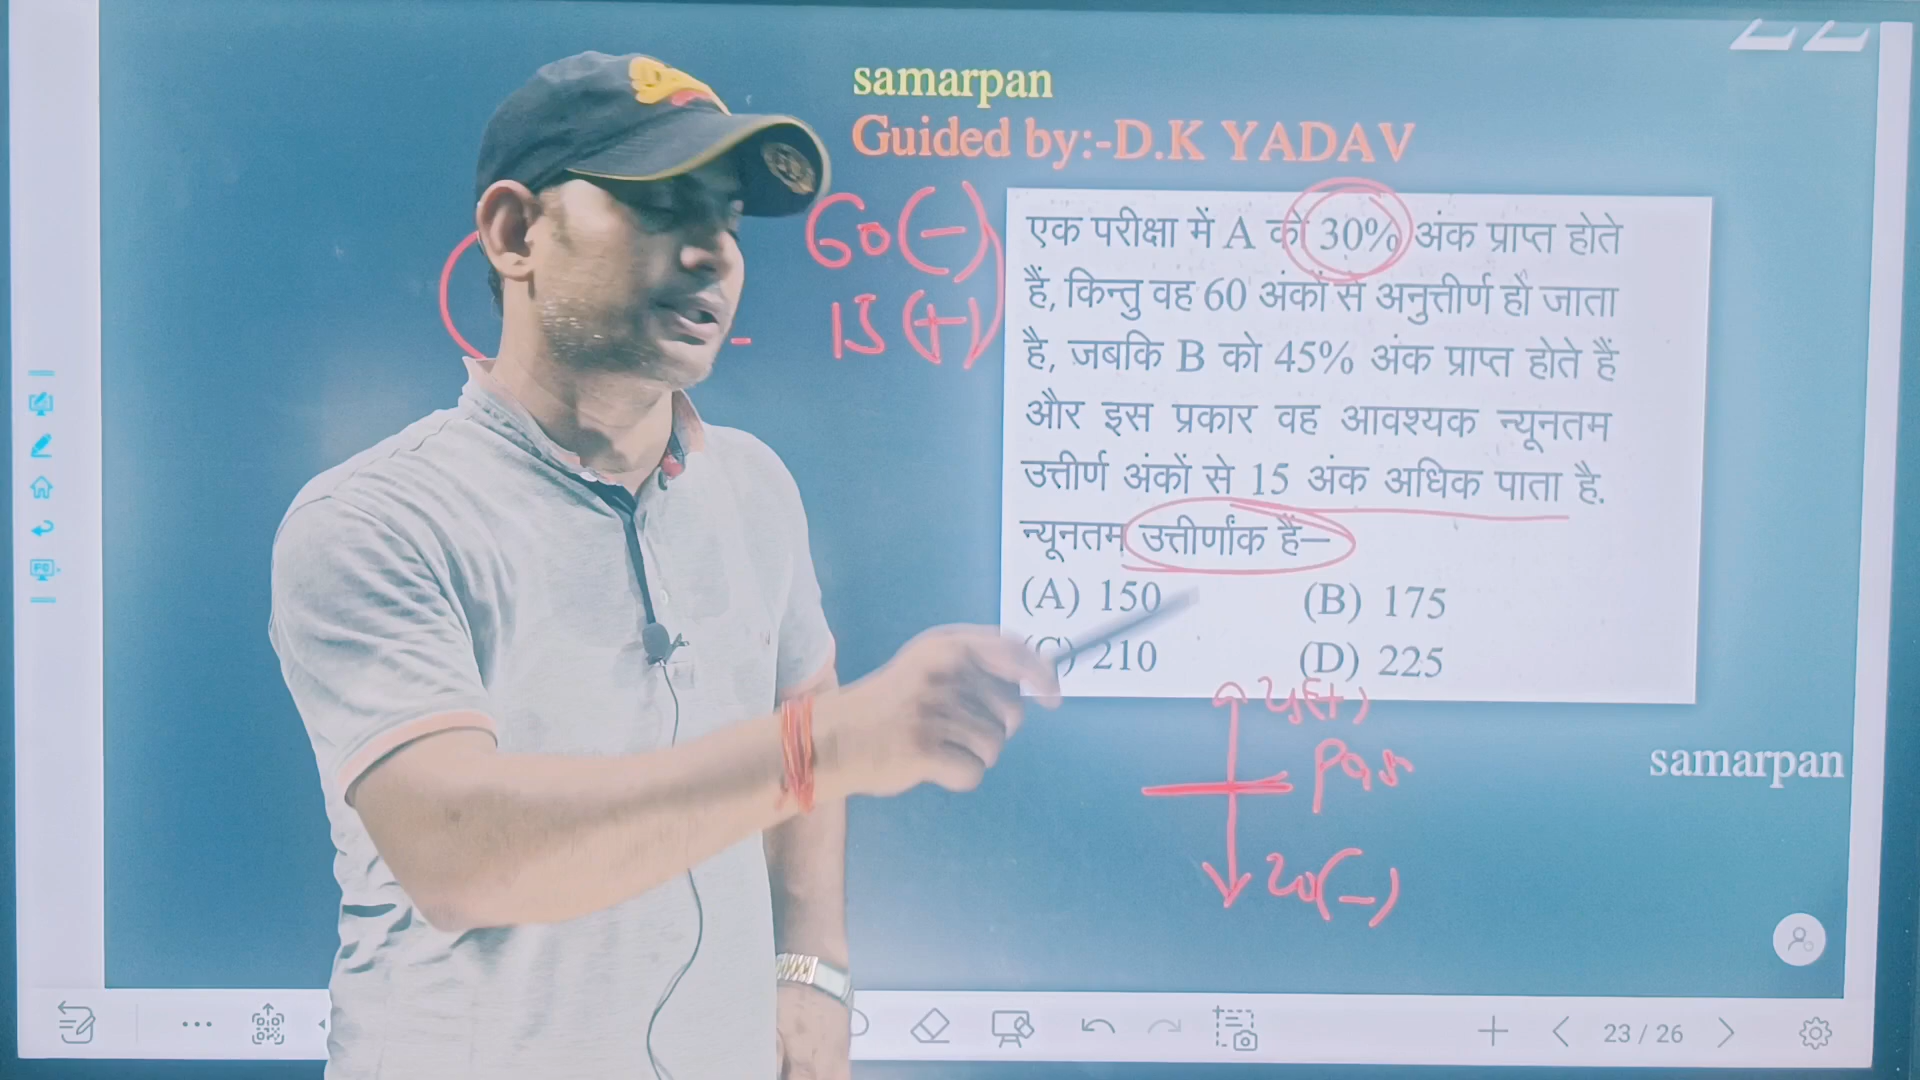 samarpan
Guided by:-D.K YADAV
60(-)
- 15(+)
एक परीक्षा में A को 30% अंक प्राप्त होते
हैं, किन्तु वह 60 अंकों से अनुत्तीर्ण हो जाता
है, जबकि B को 45% अंक प्राप्त होते हैं
और इस प्रकार वह आवश्यक न्यूनतम
उत्तीर्ण अंकों से 15 अंक अधिक पाता है.
न्यूनतम उत्तीर्णांक है—
(A) 150 (B) 175
(C) 210 (D) 225
Pass
samarpan
20(-)
23 / 26